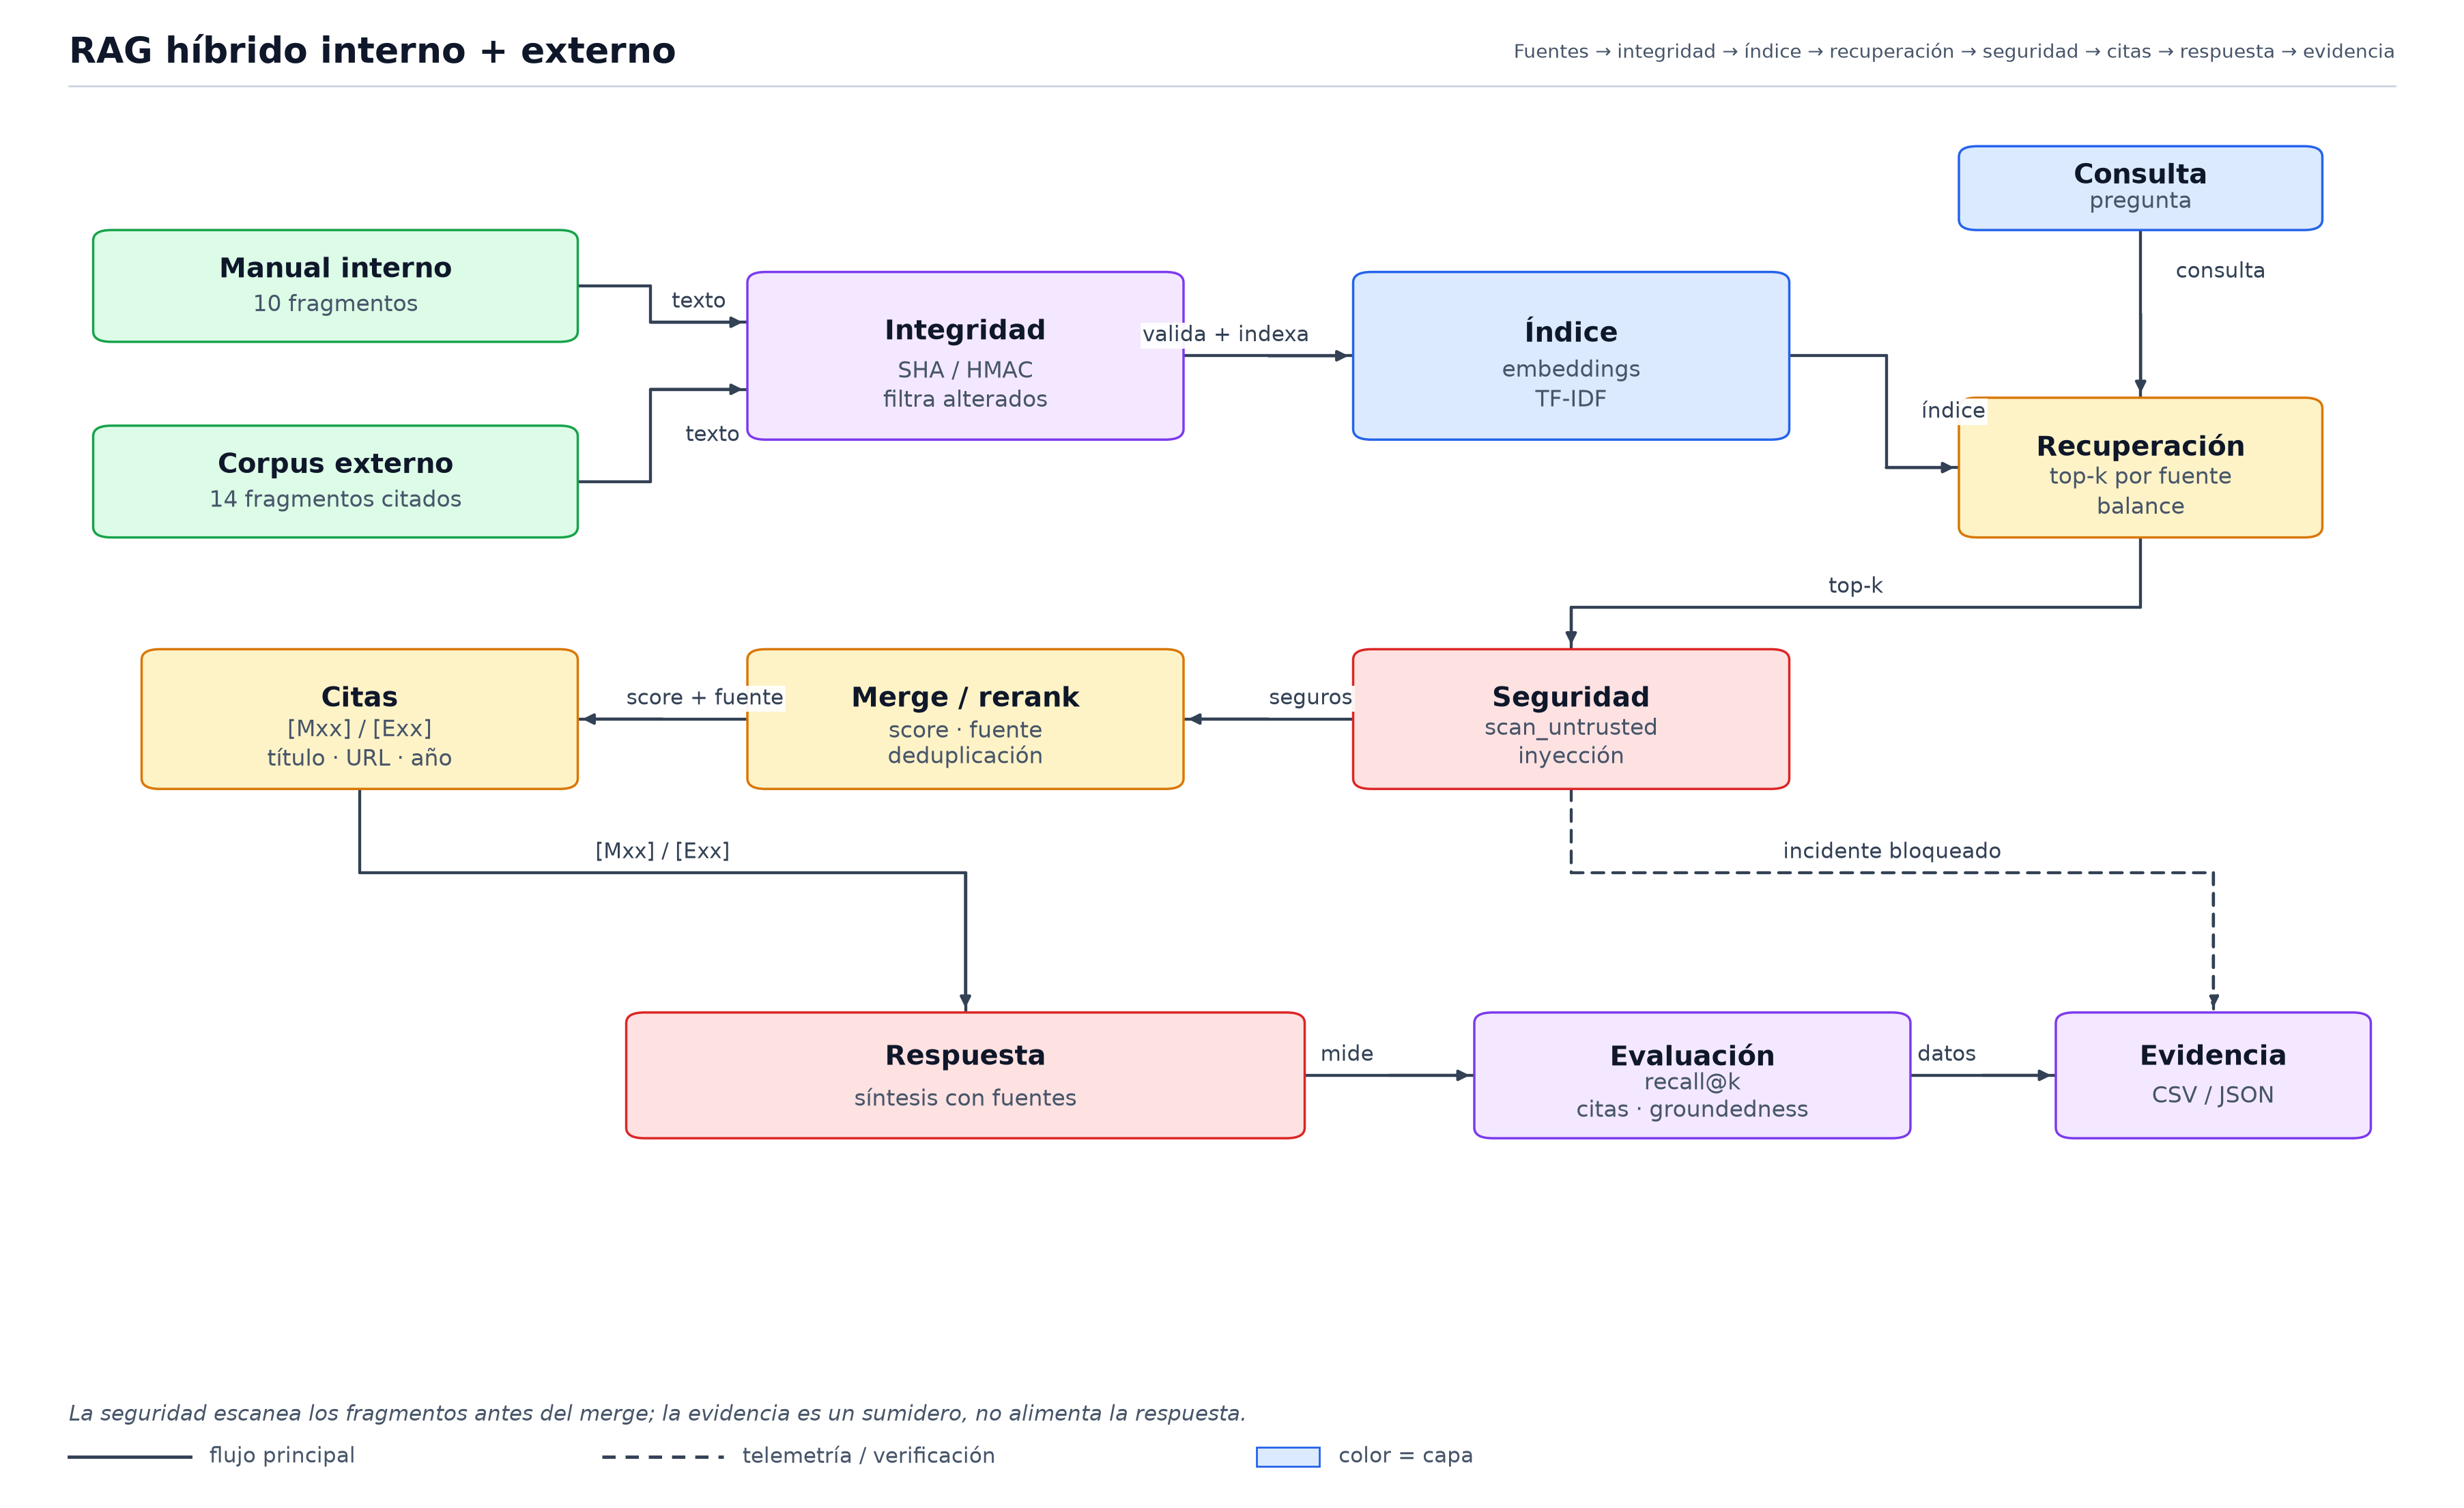 RAG híbrido interno + externo
Fuentes → integridad → índice → recuperación → seguridad → citas → respuesta → evidencia
Consulta
pregunta
consulta
Manual interno
10 fragmentos
texto
Corpus externo
14 fragmentos citados
texto
Integridad
SHA / HMAC
filtra alterados
valida + indexa
Índice
embeddings
TF-IDF
índice
Recuperación
top-k por fuente
balance
top-k
Seguridad
scan_untrusted
inyección
seguros
Merge / rerank
score · fuente
deduplicación
score + fuente
Citas
[Mxx] / [Exx]
título · URL · año
[Mxx] / [Exx]
incidente bloqueado
Respuesta
síntesis con fuentes
mide
Evaluación
recall@k
citas · groundedness
datos
Evidencia
CSV / JSON
La seguridad escanea los fragmentos antes del merge; la evidencia es un sumidero, no alimenta la respuesta.
flujo principal
telemetría / verificación
color = capa